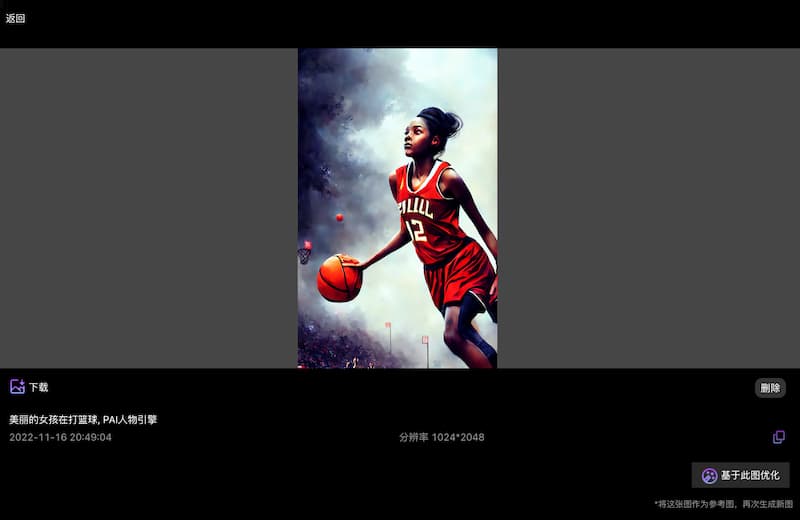 返回
12
下载
删除
美丽的女孩在打篮球, PAI人物引擎
2022-11-16 20:49:04
分辨率 1024*2048
基于此图优化
*将这张图作为参考图，再次生成新图